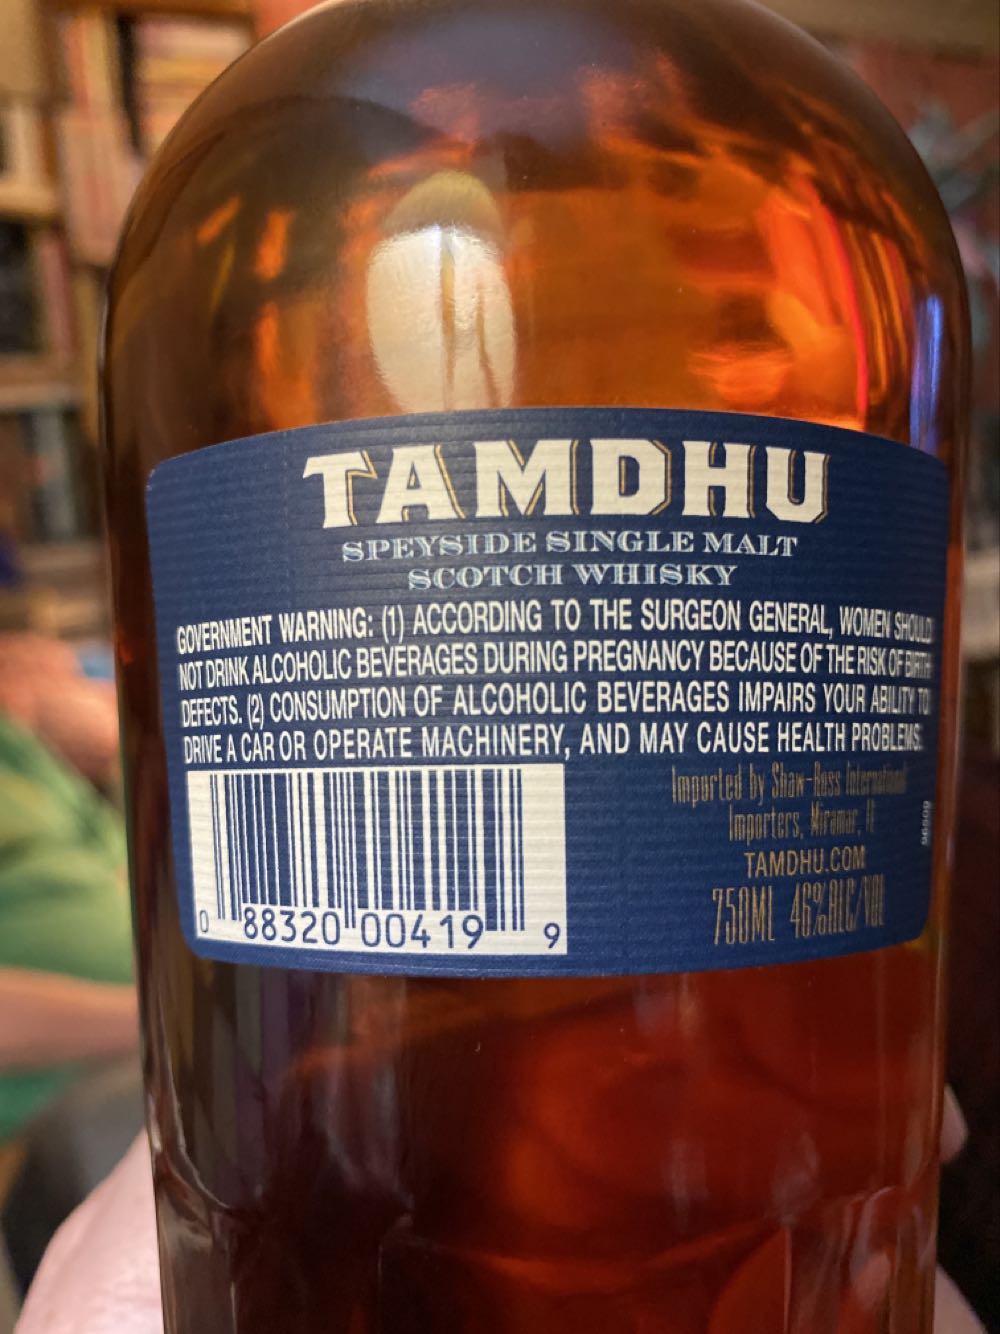 TAMDHU
SPEYSIDE SINGLE MALT
SCOTCH WHISKY
GOVERNMENT WARNING: (1) ACCORDING TO THE SURGEON GENERAL, WOMEN SHOULD
NOT DRINK ALCOHOLIC BEVERAGES DURING PREGNANCY BECAUSE OF THE RISK OF BIRTH
DEFECTS. (2) CONSUMPTION OF ALCOHOLIC BEVERAGES IMPAIRS YOUR ABILITY TO
DRIVE A CAR OR OPERATE MACHINERY, AND MAY CAUSE HEALTH PROBLEMS.
Imported by Shaw-Ross International
Importers, Miramar, Fl
TAMDHU.COM
750ML 46%ALC/VOL
0 88320 00419 9